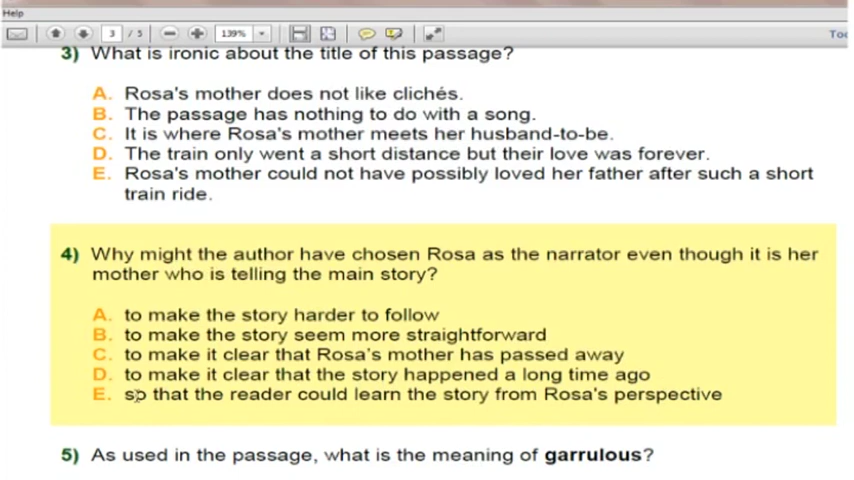 Help
3 / 5
139%
Too
3) What is ironic about the title of this passage?
A. Rosa's mother does not like clichés.
B. The passage has nothing to do with a song.
C. It is where Rosa's mother meets her husband-to-be.
D. The train only went a short distance but their love was forever.
E. Rosa's mother could not have possibly loved her father after such a short
train ride.
4) Why might the author have chosen Rosa as the narrator even though it is her
mother who is telling the main story?
A. to make the story harder to follow
B. to make the story seem more straightforward
C. to make it clear that Rosa's mother has passed away
D. to make it clear that the story happened a long time ago
E. so that the reader could learn the story from Rosa's perspective
5) As used in the passage, what is the meaning of garrulous?